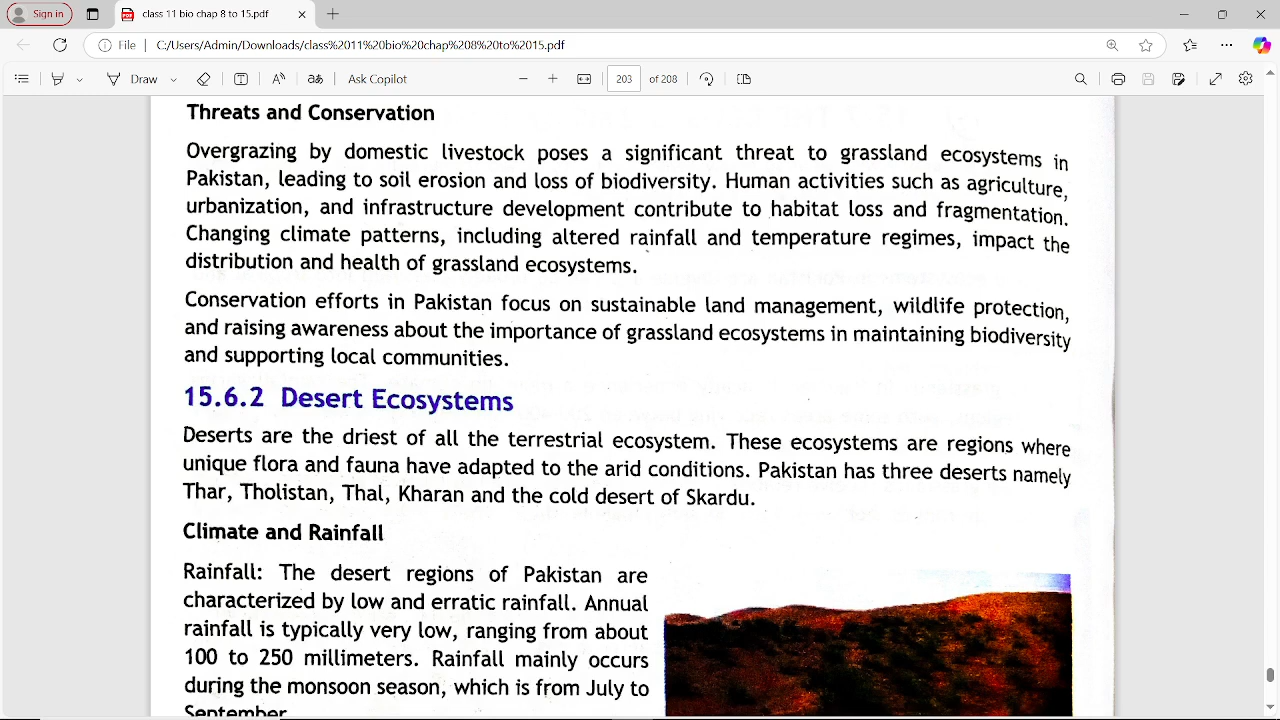 Sign in
class 11 bio chap 8 to 15.pdf
File
C:/Users/Admin/Downloads/class%2011%20bio%20chap%208%20to%2015.pdf
Draw
Ask Copilot
203 of 208
Threats and Conservation
Overgrazing by domestic livestock poses a significant threat to grassland ecosystems in
Pakistan, leading to soil erosion and loss of biodiversity. Human activities such as agriculture,
urbanization, and infrastructure development contribute to habitat loss and fragmentation.
Changing climate patterns, including altered rainfall and temperature regimes, impact the
distribution and health of grassland ecosystems.
Conservation efforts in Pakistan focus on sustainable land management, wildlife protection,
and raising awareness about the importance of grassland ecosystems in maintaining biodiversity
and supporting local communities.
15.6.2 Desert Ecosystems
Deserts are the driest of all the terrestrial ecosystem. These ecosystems are regions where
unique flora and fauna have adapted to the arid conditions. Pakistan has three deserts namely
Thar, Tholistan, Thal, Kharan and the cold desert of Skardu.
Climate and Rainfall
Rainfall: The desert regions of Pakistan are
characterized by low and erratic rainfall. Annual
rainfall is typically very low, ranging from about
100 to 250 millimeters. Rainfall mainly occurs
during the monsoon season, which is from July to
September.